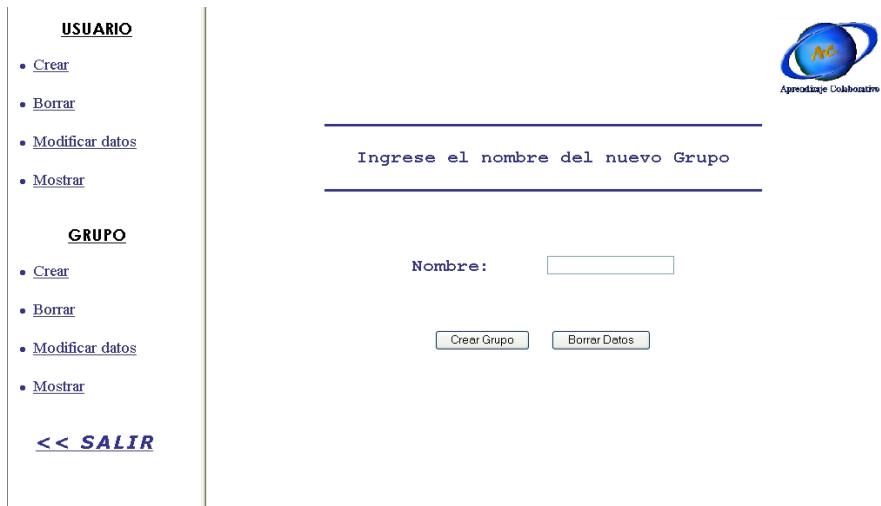 USUARIO
Crear
Borrar
Modificar datos
Mostrar
GRUPO
Crear
Borrar
Modificar datos
Mostrar
<< SALIR
ArC
Aprendizaje Colaborativo
Ingrese el nombre del nuevo Grupo
Nombre:
Crear Grupo Borrar Datos